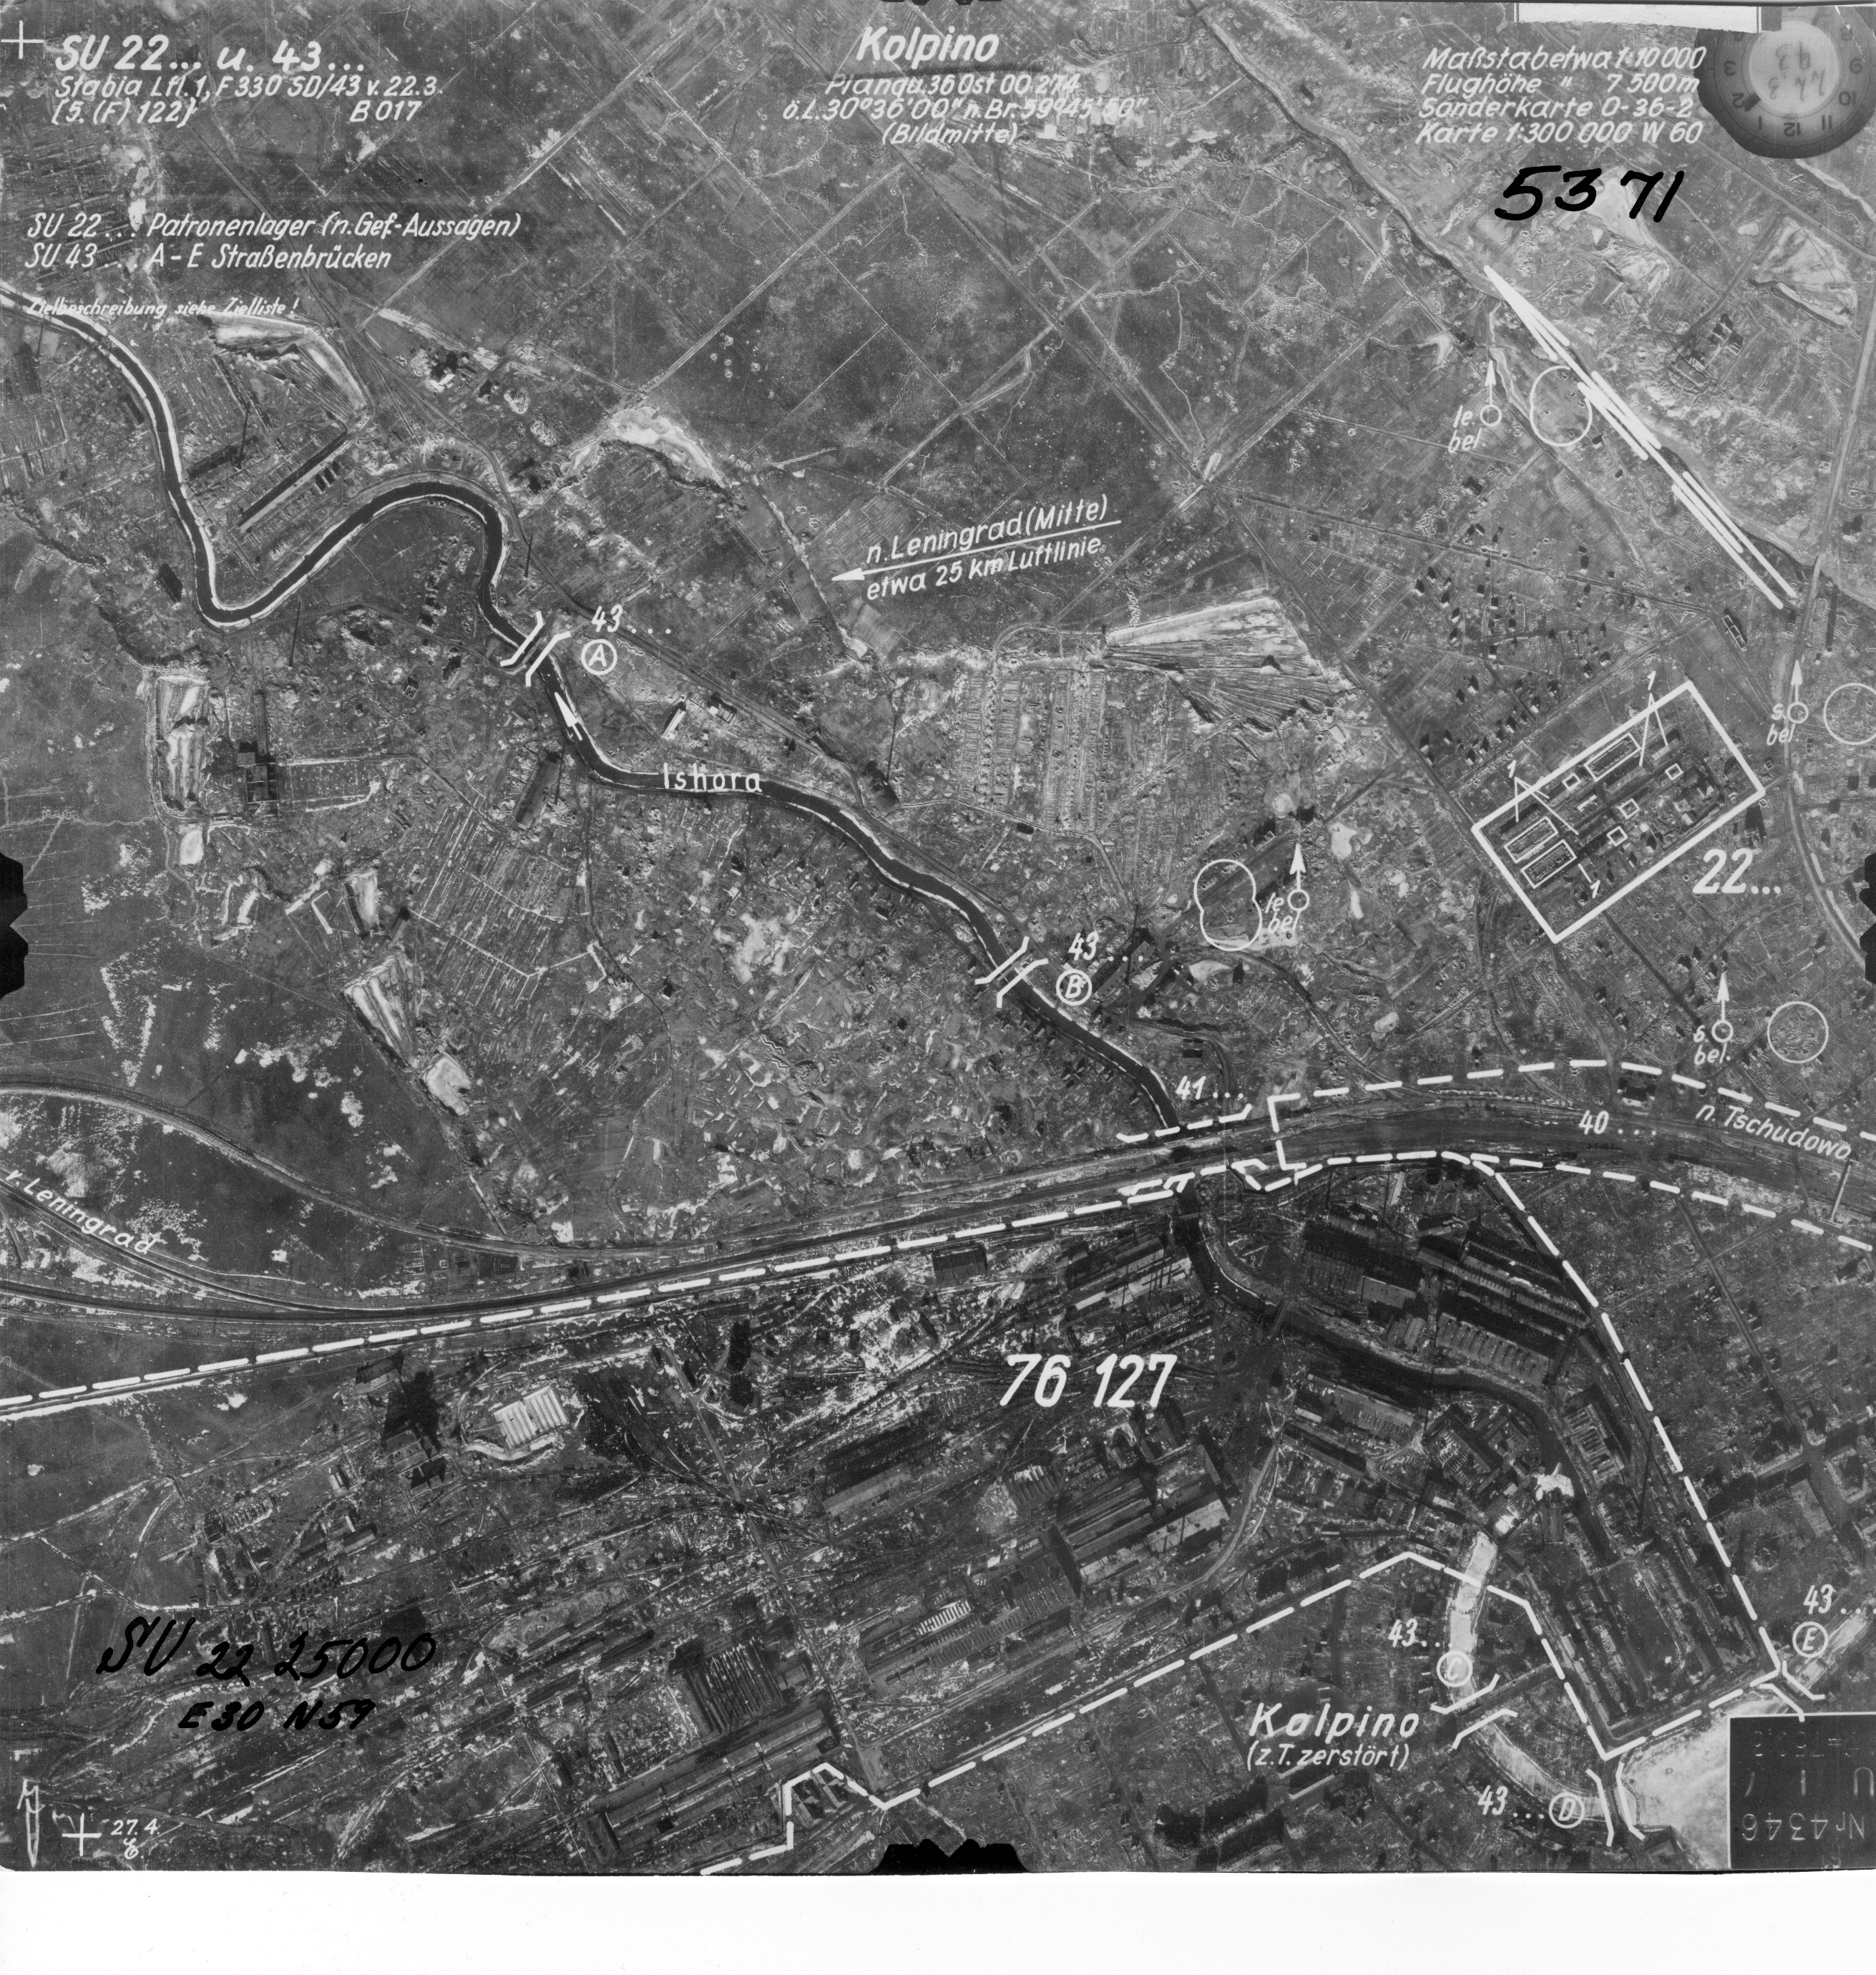 SU 22... u. 43...
Stabia Lfl. 1, F 330 SD/43 v. 22.3.
(5. (F) 122)
B 017
Kolpino
Planqu. 36 Ost 00 274
ö.L. 30°36'00" n. Br. 59°45'50"
(Bildmitte)
Maßstab etwa 1:10 000
Flughöhe " 7 500 m
Sonderkarte O-36-2
Karte 1:300 000 W 60
5371
SU 22... Patronenlager (n. Gef.-Aussagen)
SU 43... A - E Straßenbrücken
Zielbeschreibung siehe Zielliste!
le. bel.
n. Leningrad (Mitte)
etwa 25 km Luftlinie
43...
A
Ishora
1
1
1
22...
s. bel.
le. bel.
43...
B
s. bel.
41...
40...
n. Tschudowo
Leningrad
76 127
43...
C
43...
E
Kolpino
(z.T. zerstört)
43...
D
SU 22 25000
E 30 N 59
27.4
Nr 4346